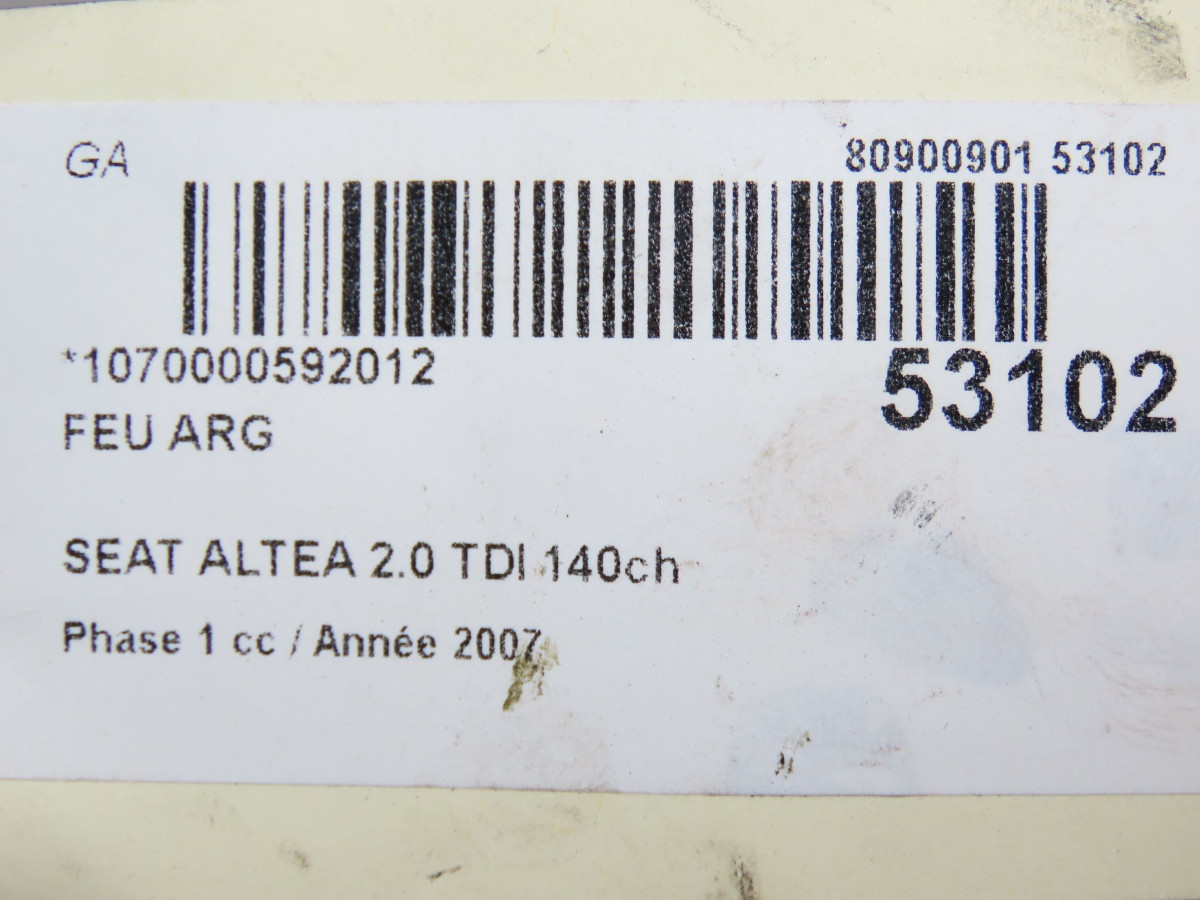 GA
80900901 53102
*1070000592012
53102
FEU ARG
SEAT ALTEA 2.0 TDI 140ch
Phase 1 cc / Année 2007